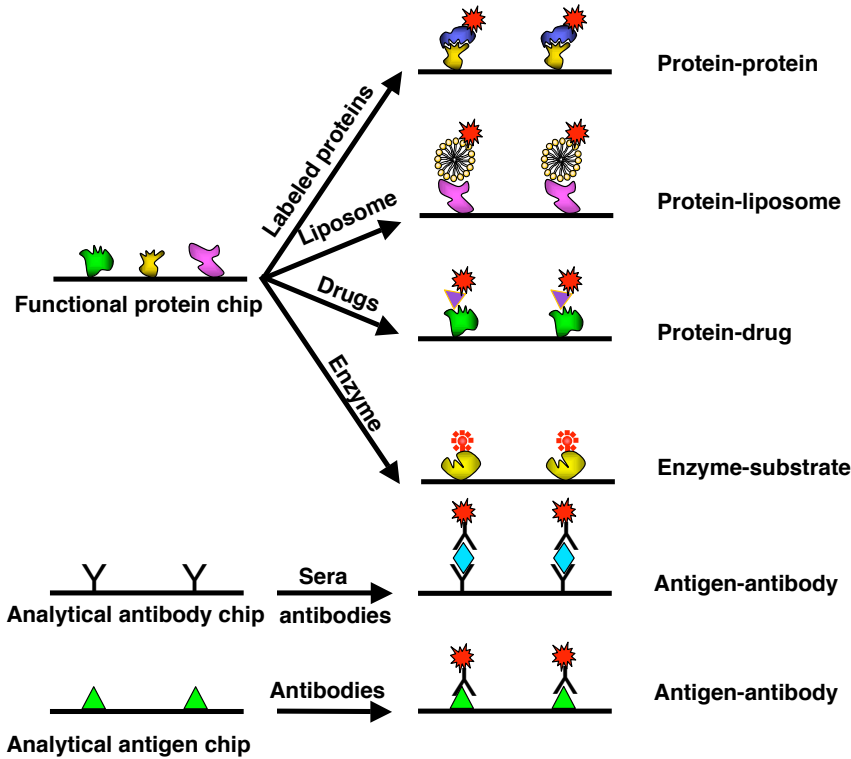 Protein-protein
Labeled proteins
Liposome
Protein-liposome
Functional protein chip
Drugs
Protein-drug
Enzyme
Enzyme-substrate
Sera
antibodies
Antigen-antibody
Analytical antibody chip
Antibodies
Antigen-antibody
Analytical antigen chip